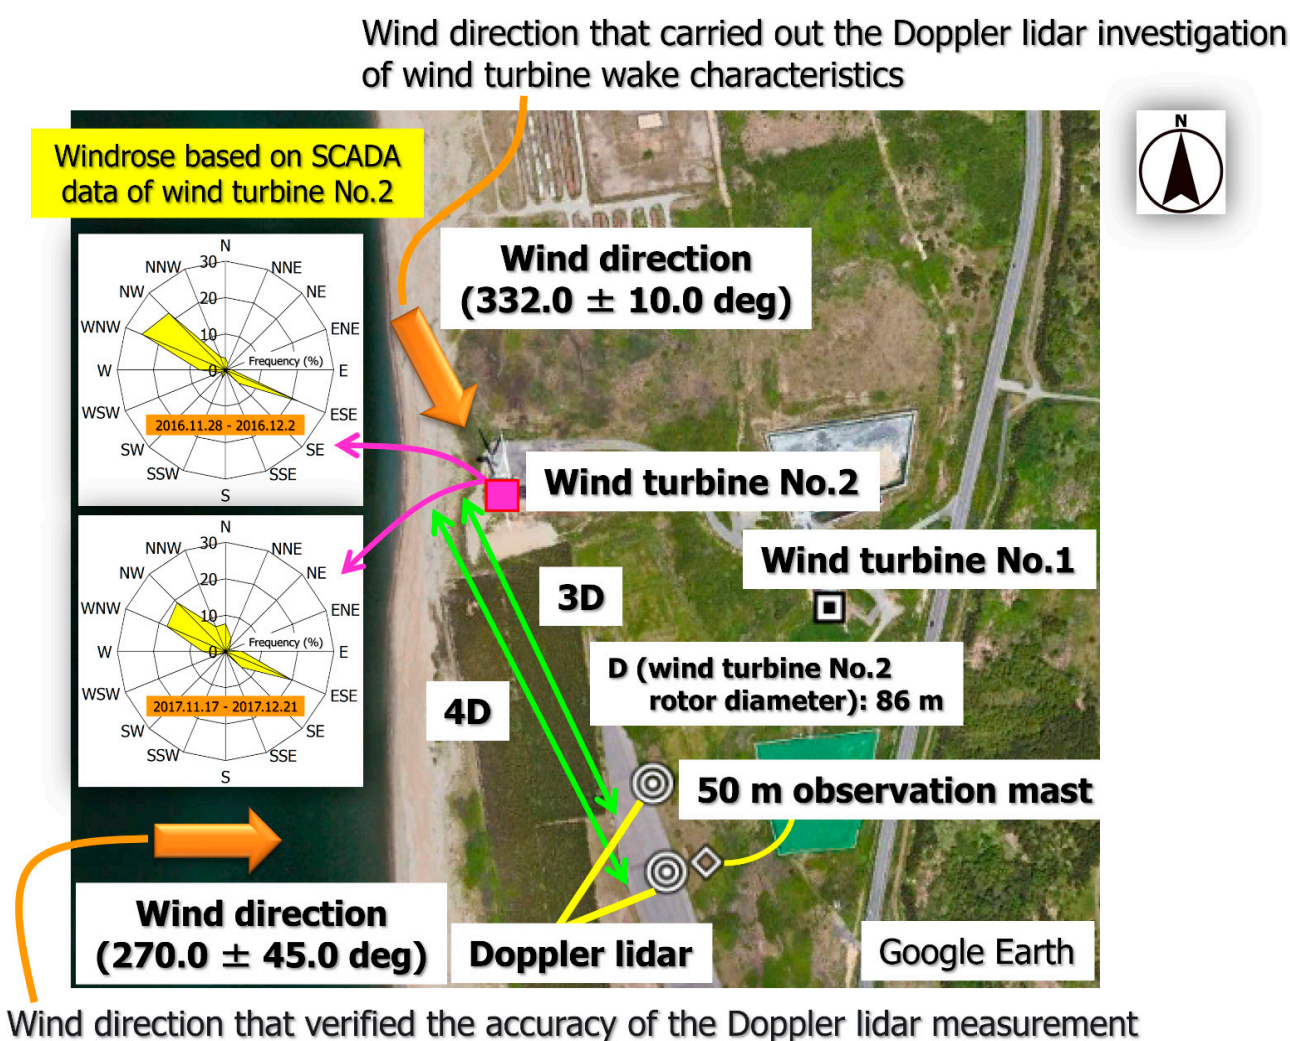 Wind direction that carried out the Doppler lidar investigation
of wind turbine wake characteristics
N
Windrose based on SCADA
data of wind turbine No.2
Wind direction
(332.0 ± 10.0 deg)
N
NNW
NNE
NW
NE
WNW
ENE
W
E
WSW
ESE
SW
SE
SSW
SSE
S
30
20
10
0
Frequency (%)
2016.11.28 - 2016.12.2
Wind turbine No.2
N
NNW
NNE
NW
NE
WNW
ENE
W
E
WSW
ESE
SW
SE
SSW
SSE
S
30
20
10
0
Frequency (%)
2017.11.17 - 2017.12.21
Wind turbine No.1
3D
D (wind turbine No.2
rotor diameter): 86 m
4D
50 m observation mast
Wind direction
(270.0 ± 45.0 deg)
Doppler lidar
Google Earth
Wind direction that verified the accuracy of the Doppler lidar measurement